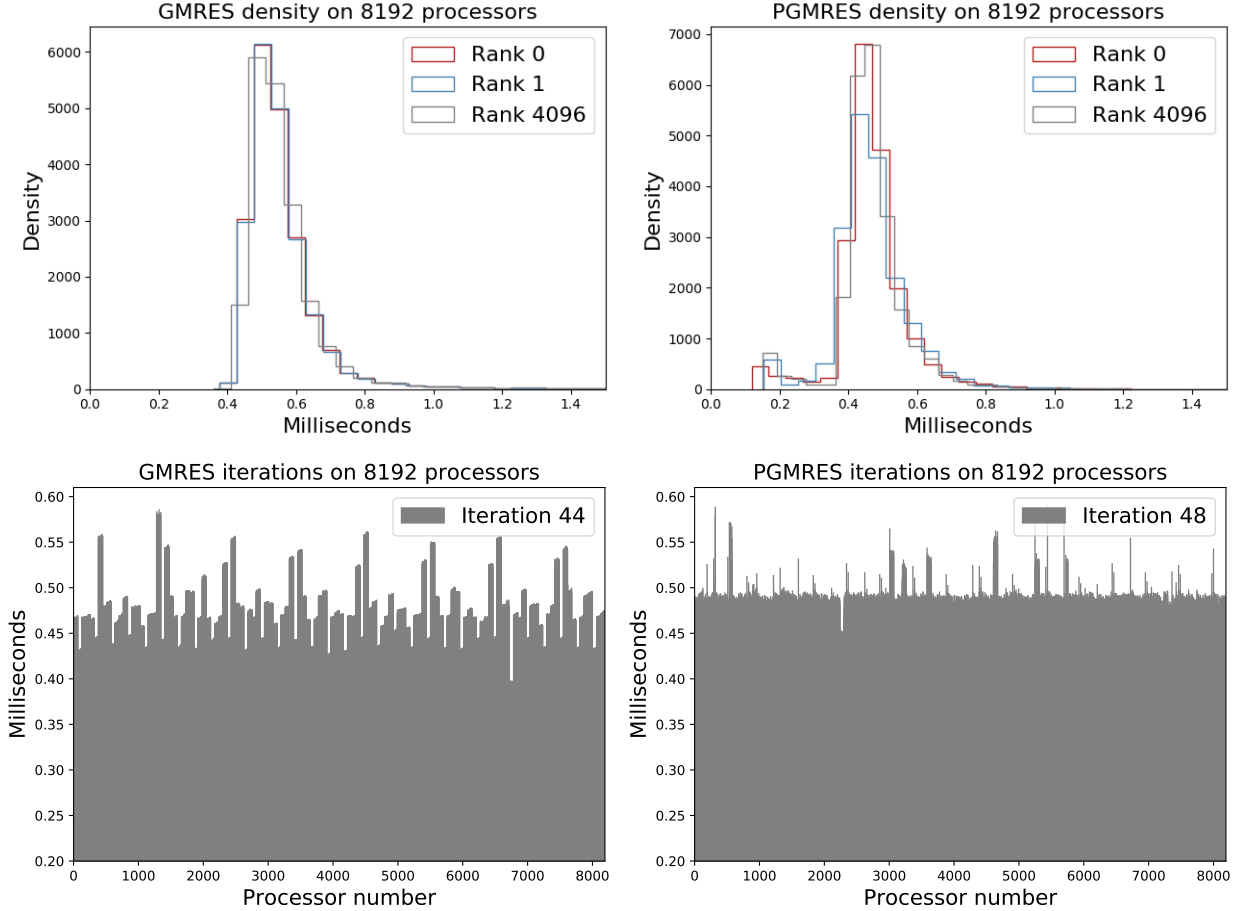 GMRES density on 8192 processors
6000
5000
4000
3000
2000
1000
0
Density
Rank 0
Rank 1
Rank 4096
0.0 0.2 0.4 0.6 0.8 1.0 1.2 1.4
Milliseconds
PGMRES density on 8192 processors
7000
6000
5000
4000
3000
2000
1000
0
Density
Rank 0
Rank 1
Rank 4096
0.0 0.2 0.4 0.6 0.8 1.0 1.2 1.4
Milliseconds
GMRES iterations on 8192 processors
0.60
0.55
0.50
0.45
0.40
0.35
0.30
0.25
0.20
Milliseconds
Iteration 44
0 1000 2000 3000 4000 5000 6000 7000 8000
Processor number
PGMRES iterations on 8192 processors
0.60
0.55
0.50
0.45
0.40
0.35
0.30
0.25
0.20
Milliseconds
Iteration 48
0 1000 2000 3000 4000 5000 6000 7000 8000
Processor number